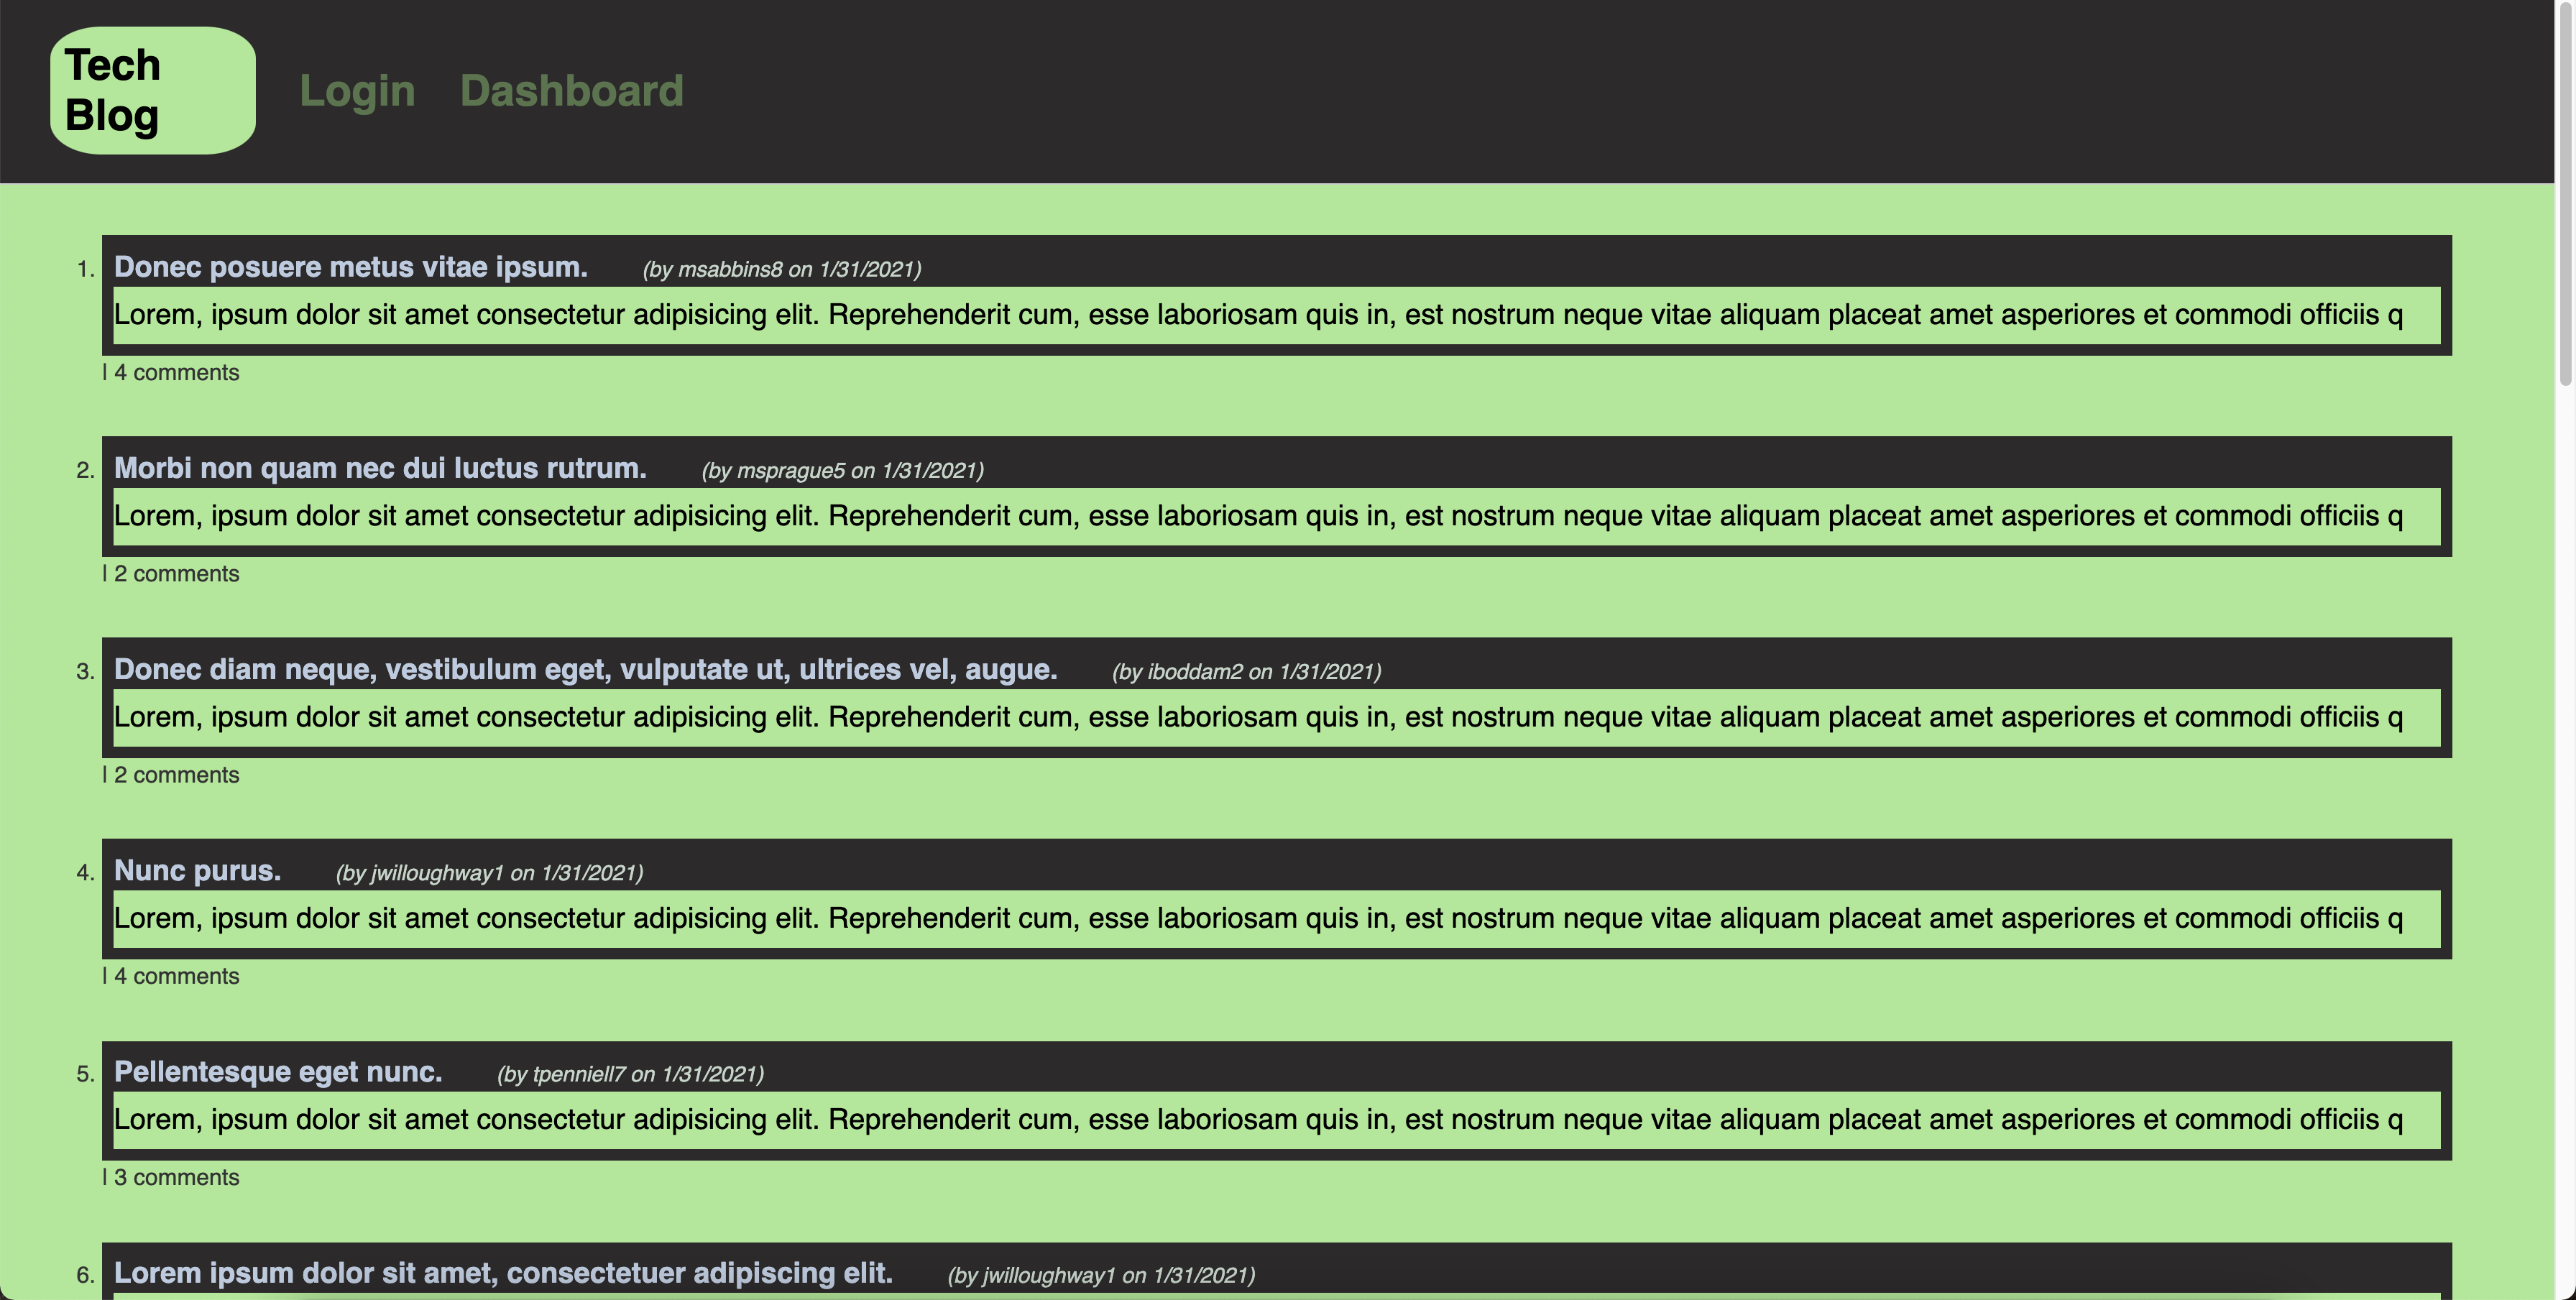 Tech
Blog
Login Dashboard
1. Donec posuere metus vitae ipsum. (by msabbins8 on 1/31/2021)
Lorem, ipsum dolor sit amet consectetur adipisicing elit. Reprehenderit cum, esse laboriosam quis in, est nostrum neque vitae aliquam placeat amet asperiores et commodi officiis q
| 4 comments
2. Morbi non quam nec dui luctus rutrum. (by msprague5 on 1/31/2021)
Lorem, ipsum dolor sit amet consectetur adipisicing elit. Reprehenderit cum, esse laboriosam quis in, est nostrum neque vitae aliquam placeat amet asperiores et commodi officiis q
| 2 comments
3. Donec diam neque, vestibulum eget, vulputate ut, ultrices vel, augue. (by iboddam2 on 1/31/2021)
Lorem, ipsum dolor sit amet consectetur adipisicing elit. Reprehenderit cum, esse laboriosam quis in, est nostrum neque vitae aliquam placeat amet asperiores et commodi officiis q
| 2 comments
4. Nunc purus. (by jwilloughway1 on 1/31/2021)
Lorem, ipsum dolor sit amet consectetur adipisicing elit. Reprehenderit cum, esse laboriosam quis in, est nostrum neque vitae aliquam placeat amet asperiores et commodi officiis q
| 4 comments
5. Pellentesque eget nunc. (by tpenniell7 on 1/31/2021)
Lorem, ipsum dolor sit amet consectetur adipisicing elit. Reprehenderit cum, esse laboriosam quis in, est nostrum neque vitae aliquam placeat amet asperiores et commodi officiis q
| 3 comments
6. Lorem ipsum dolor sit amet, consectetuer adipiscing elit. (by jwilloughway1 on 1/31/2021)